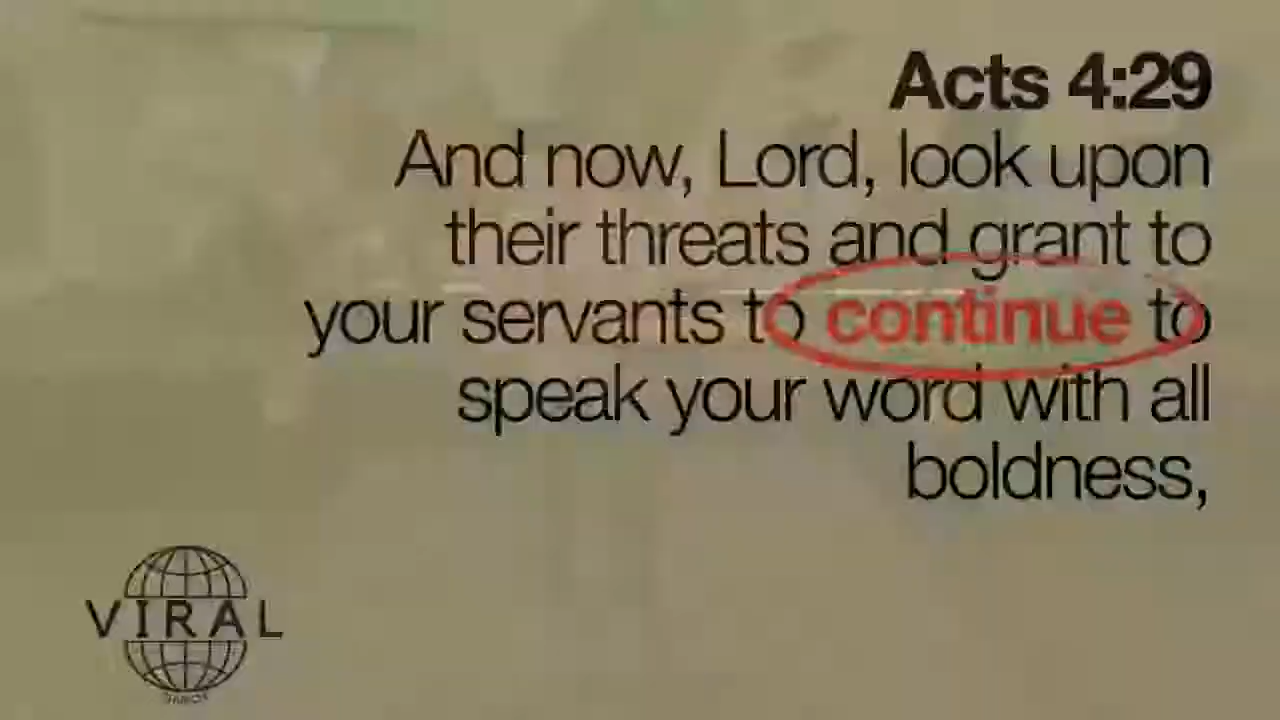 Acts 4:29
And now, Lord, look upon
their threats and grant to
your servants to continue to
speak your word with all
boldness,
VIRAL